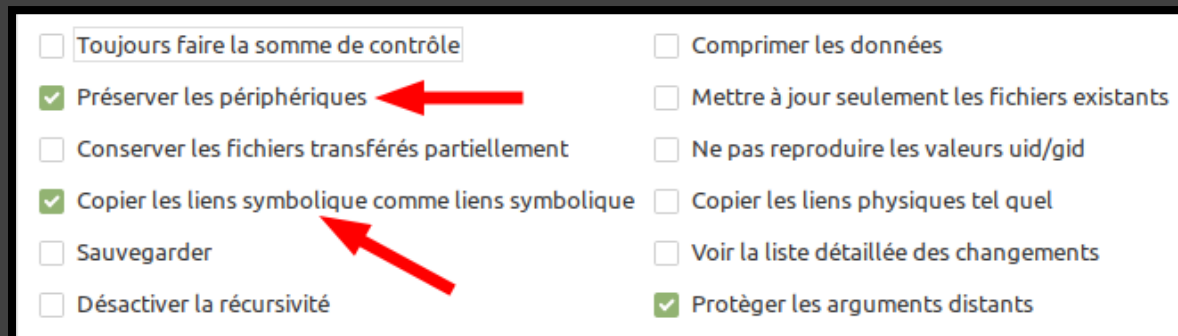 Toujours faire la somme de contrôle
Préserver les périphériques
Conserver les fichiers transférés partiellement
Copier les liens symbolique comme liens symbolique
Sauvegarder
Désactiver la récursivité
Comprimer les données
Mettre à jour seulement les fichiers existants
Ne pas reproduire les valeurs uid/gid
Copier les liens physiques tel quel
Voir la liste détaillée des changements
Protèger les arguments distants